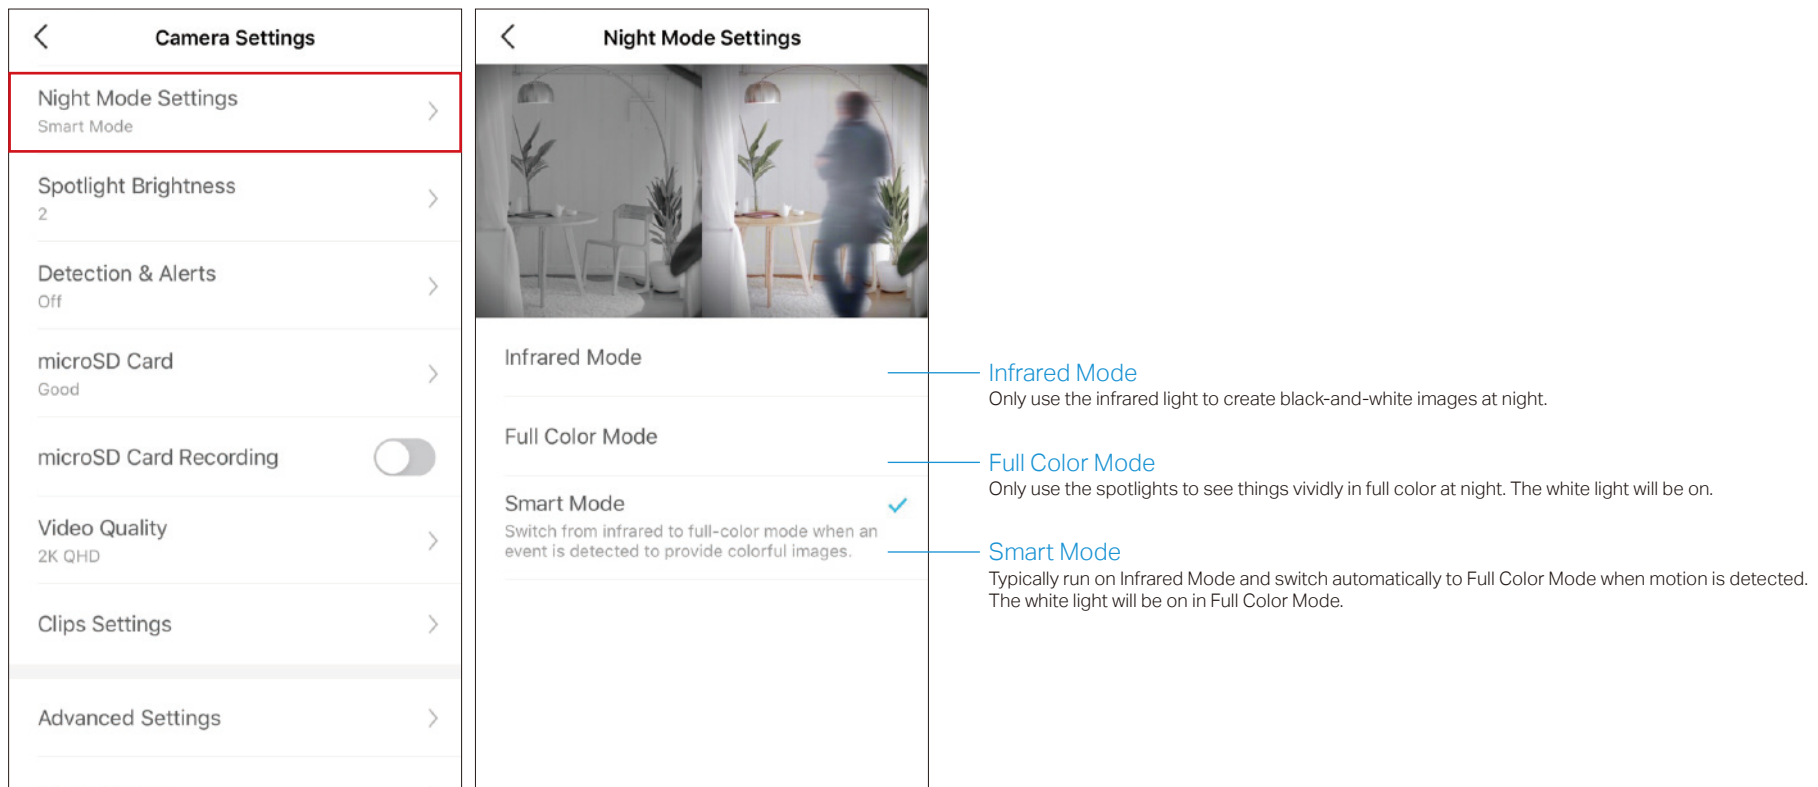 Camera Settings
Night Mode Settings
Smart Mode
Spotlight Brightness
2
Detection & Alerts
Off
microSD Card
Good
microSD Card Recording
Video Quality
2K QHD
Clips Settings
Advanced Settings
Night Mode Settings
Infrared Mode
Full Color Mode
Smart Mode
Switch from infrared to full-color mode when an
event is detected to provide colorful images.
Infrared Mode
Only use the infrared light to create black-and-white images at night.
Full Color Mode
Only use the spotlights to see things vividly in full color at night. The white light will be on.
Smart Mode
Typically run on Infrared Mode and switch automatically to Full Color Mode when motion is detected.
The white light will be on in Full Color Mode.